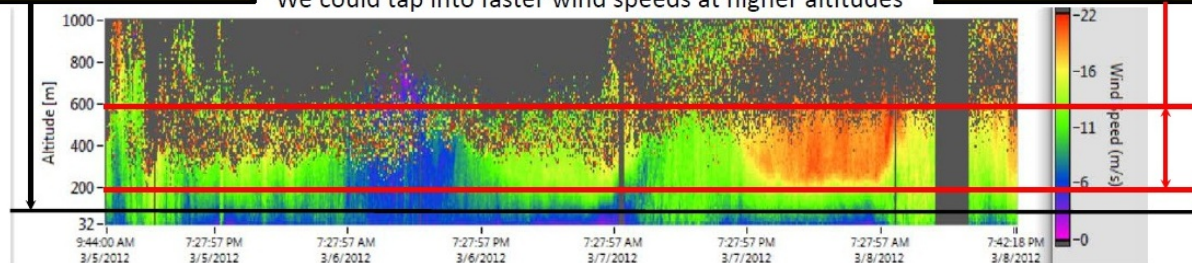 We could tap into faster wind speeds at higher altitudes
1000
800
600
400
200
32
Altitude [m]
9:44:00 AM 7:27:57 PM 7:27:57 AM 7:27:57 PM 7:27:57 AM 7:27:57 PM 7:27:57 AM 7:42:18 PM
3/5/2012 3/5/2012 3/6/2012 3/6/2012 3/7/2012 3/7/2012 3/8/2012 3/8/2012
22
16
11
6
0
Wind Speed (m/s)